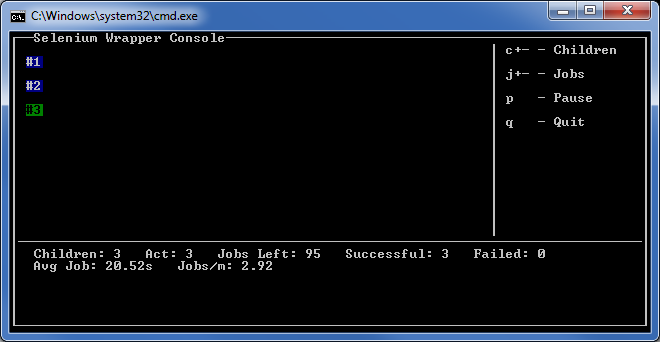 C:\Windows\system32\cmd.exe
Selenium Wrapper Console
#1
#2
#3
c+- - Children
j+- - Jobs
p - Pause
q - Quit
Children: 3 Act: 3 Jobs Left: 95 Successful: 3 Failed: 0
Avg Job: 20.52s Jobs/m: 2.92